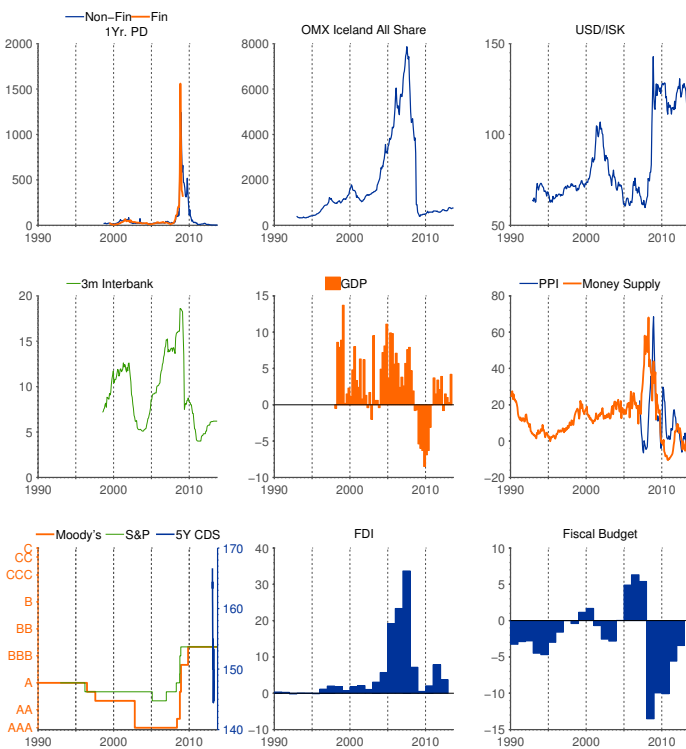 Non−Fin Fin
1Yr. PD
2000
1500
1000
500
0
1990 2000 2010
OMX Iceland All Share
8000
6000
4000
2000
0
1990 2000 2010
USD/ISK
150
100
50
1990 2000 2010
3m Interbank
20
15
10
5
0
1990 2000 2010
GDP
15
10
5
0
−5
−10
1990 2000 2010
PPI Money Supply
80
60
40
20
0
−20
1990 2000 2010
Moody's S&P 5Y CDS
C
CC
CCC
B
BB
BBB
A
AA
AAA
170
160
150
140
1990 2000 2010
FDI
40
30
20
10
0
−10
1990 2000 2010
Fiscal Budget
10
5
0
−5
−10
−15
1990 2000 2010